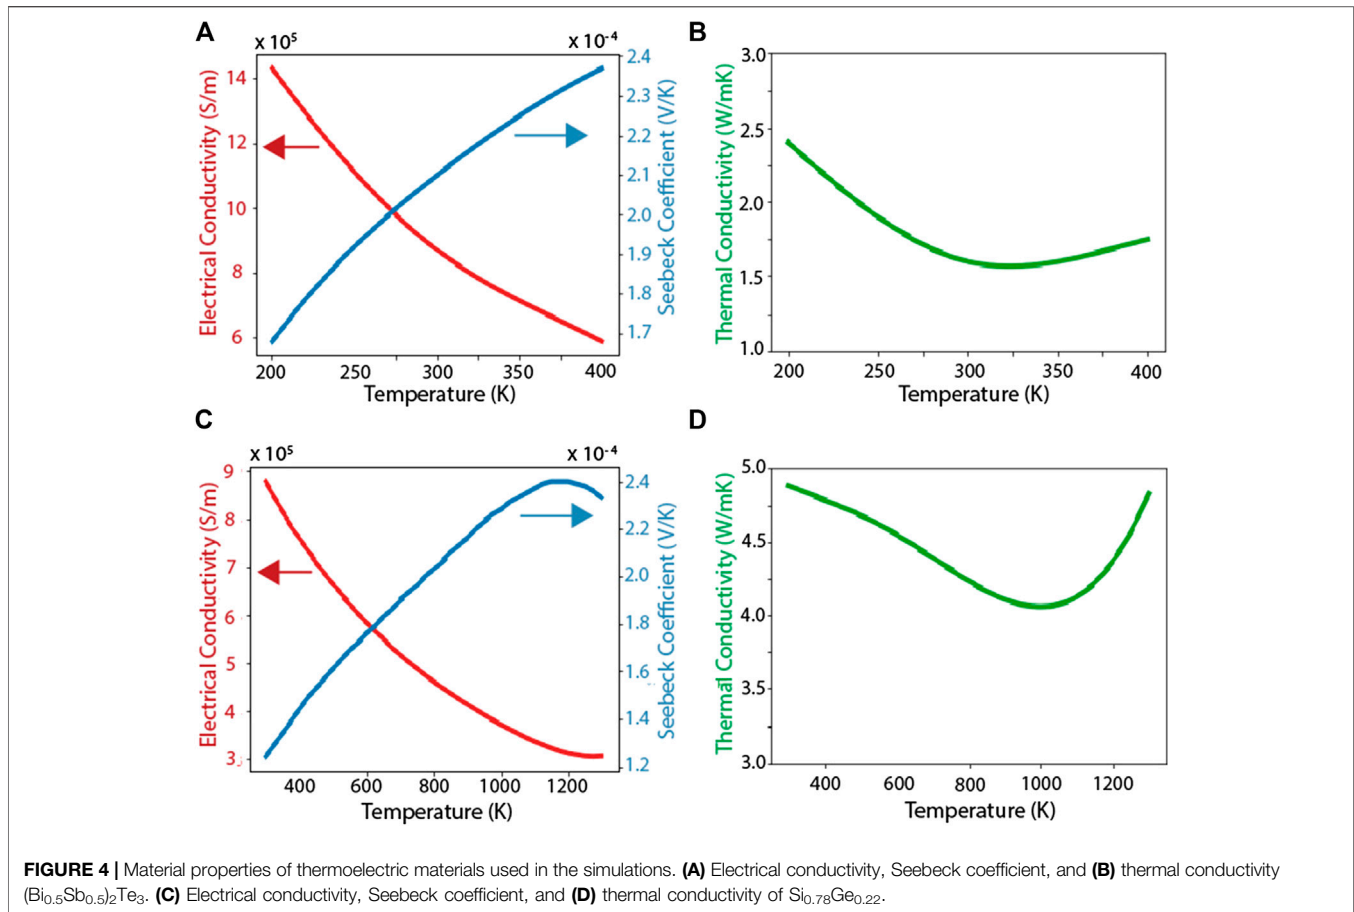 A
x 10⁵
x 10⁻⁴
Electrical Conductivity (S/m)
14
12
10
8
6
2.4
2.3
2.2
2.1
2.0
1.9
1.8
1.7
Seebeck Coefficient (V/K)
200 250 300 350 400
Temperature (K)
B
Thermal Conductivity (W/mK)
3.0
2.5
2.0
1.5
1.0
200 250 300 350 400
Temperature (K)
C
x 10⁵
x 10⁻⁴
Electrical Conductivity (S/m)
9
8
7
6
5
4
3
2.4
2.2
2.0
1.8
1.6
1.4
1.2
Seebeck Coefficient (V/K)
400 600 800 1000 1200
Temperature (K)
D
Thermal Conductivity (W/mK)
5.0
4.5
4.0
3.5
3.0
400 600 800 1000 1200
Temperature (K)
FIGURE 4 | Material properties of thermoelectric materials used in the simulations. (A) Electrical conductivity, Seebeck coefficient, and (B) thermal conductivity
(Bi₀.₅Sb₀.₅)₂Te₃. (C) Electrical conductivity, Seebeck coefficient, and (D) thermal conductivity of Si₀.₇₈Ge₀.₂₂.